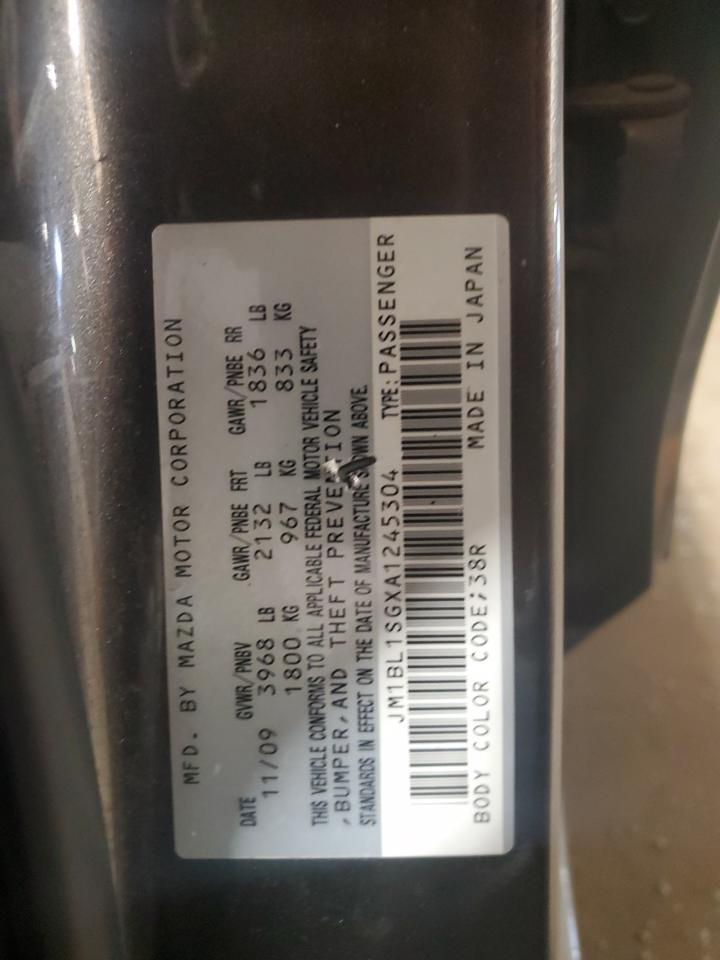 MFD. BY MAZDA MOTOR CORPORATION
DATE GVWR/PNBV GAWR/PNBE FRT GAWR/PNBE RR
11/09 3968 LB 2132 LB 1836 LB
1800 KG 967 KG 833 KG
THIS VEHICLE CONFORMS TO ALL APPLICABLE FEDERAL MOTOR VEHICLE SAFETY
,BUMPER,AND THEFT PREVENTION
STANDARDS IN EFFECT ON THE DATE OF MANUFACTURE SHOWN ABOVE.
JM1BL1SGXA1245304 TYPE:PASSENGER
BODY COLOR CODE;38R MADE IN JAPAN